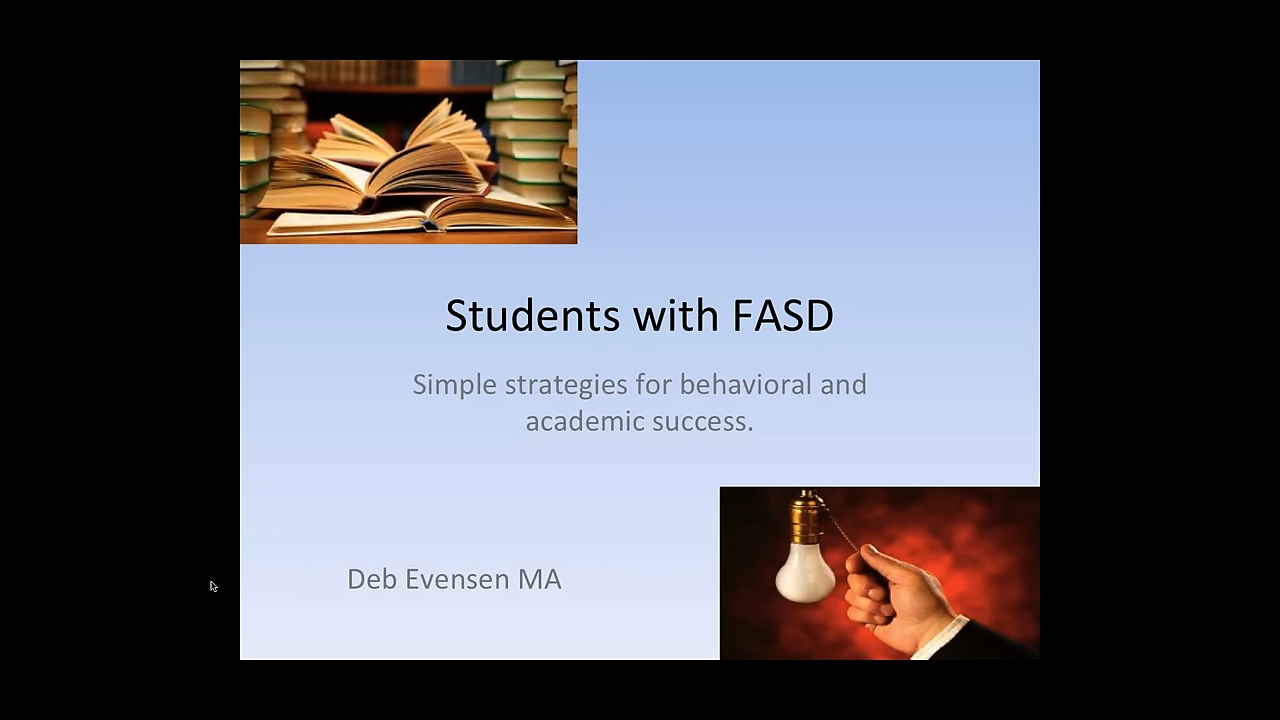 Students with FASD
Simple strategies for behavioral and
academic success.
Deb Evensen MA